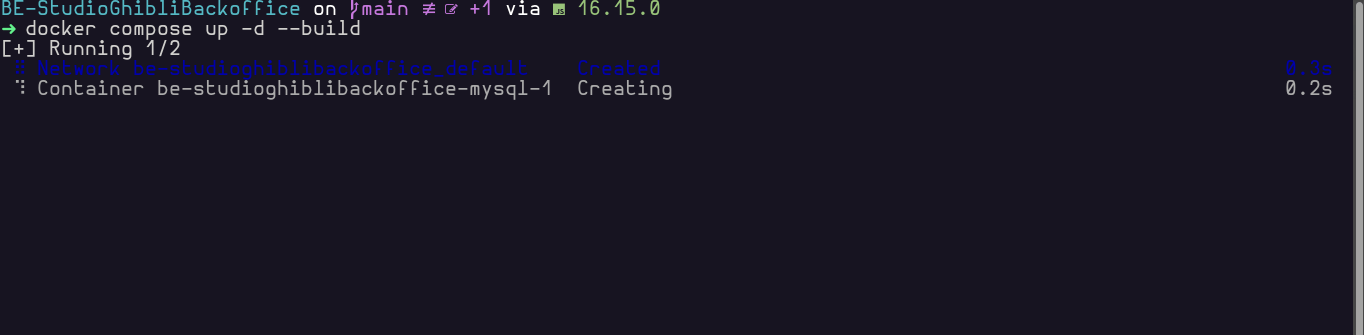 BE-StudioGhibliBackoffice on main ≢ +1 via 16.15.0
➜ docker compose up -d --build
[+] Running 1/2
⠿ Network be-studioghiblibackoffice_default Created 0.3s
⠹ Container be-studioghiblibackoffice-mysql-1 Creating 0.2s